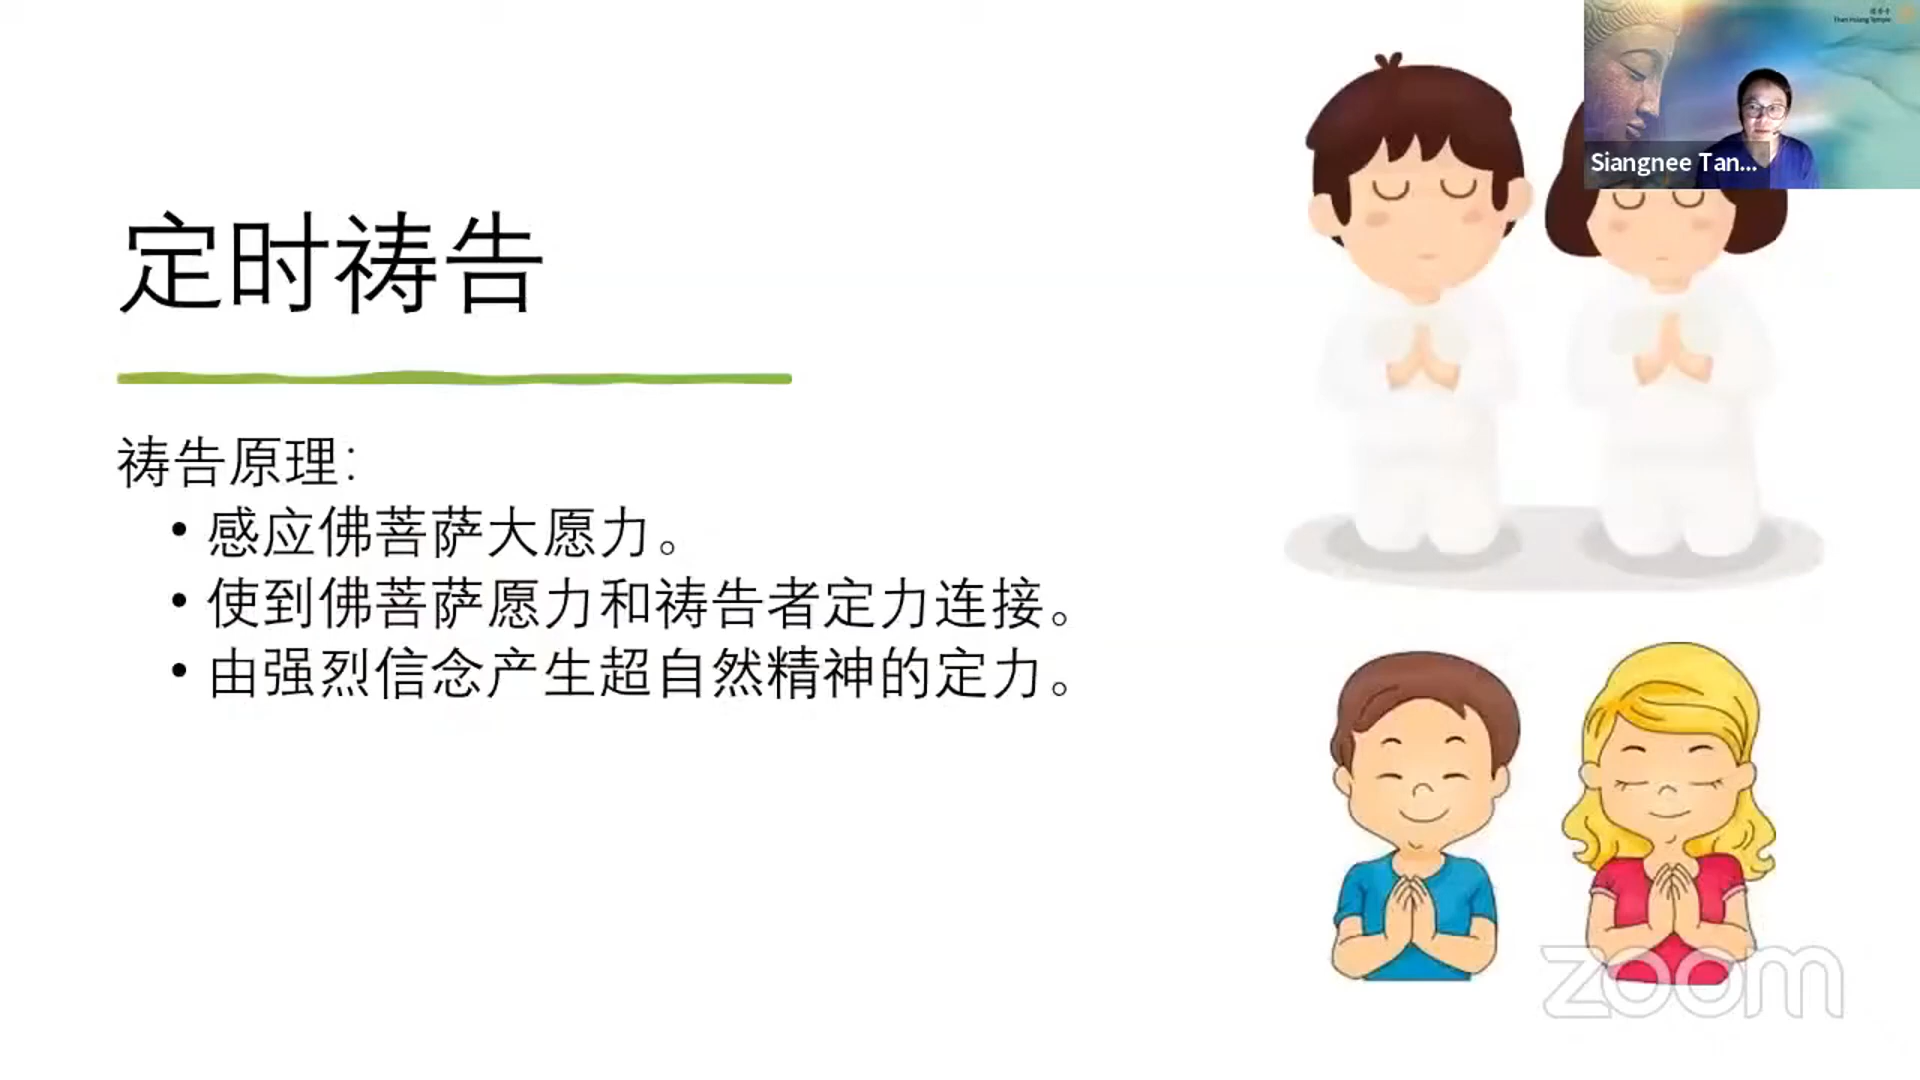 Siangnee Tan...
定时祷告
祷告原理：
• 感应佛菩萨大愿力。
• 使到佛菩萨愿力和祷告者定力连接。
• 由强烈信念产生超自然精神的定力。
zoom